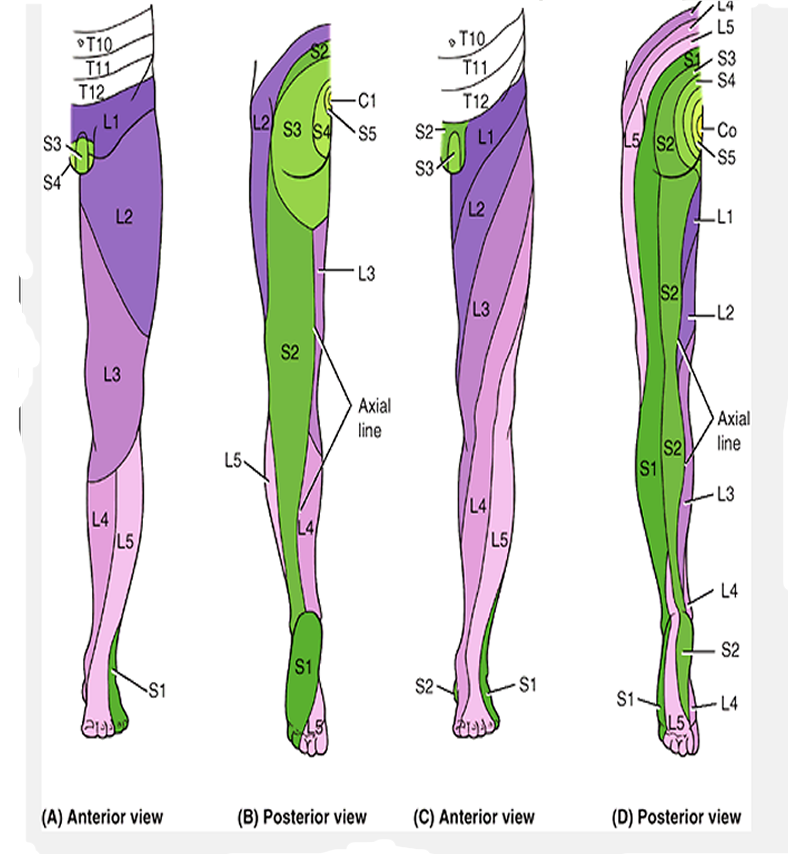 T10
T11
T12
L1
S3
S4
L2
L3
L4
L5
S1
(A) Anterior view
S2
C1
L2
S3
S4
S5
L3
S2
Axial
line
L5
L4
S1
L5
(B) Posterior view
T10
T11
T12
S2
L1
S3
L2
L3
L4
L5
S2
S1
(C) Anterior view
L4
L5
S1
S3
S4
Co
L5
S2
S5
L1
S2
L2
Axial
line
S2
S1
L3
L4
S2
S1
L4
L5
(D) Posterior view